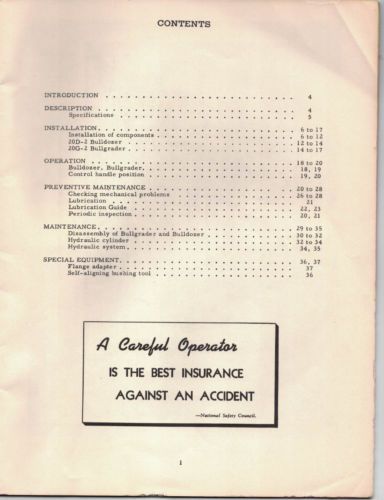 CONTENTS
INTRODUCTION . . . . . . . . . . . . . . . . . . . . . . . . . . 4
DESCRIPTION . . . . . . . . . . . . . . . . . . . . . . . . . . 4
Specifications . . . . . . . . . . . . . . . . . . . . . . . . . . 5
INSTALLATION . . . . . . . . . . . . . . . . . . . . . . . . . . 6 to 17
Installation of components . . . . . . . . . . . . . . . . . . . . 6 to 12
20D-2 Bulldozer . . . . . . . . . . . . . . . . . . . . . . . . 12 to 14
20G-2 Bullgrader . . . . . . . . . . . . . . . . . . . . . . . . 14 to 17
OPERATION . . . . . . . . . . . . . . . . . . . . . . . . . . 18 to 20
Bulldozer, Bullgrader . . . . . . . . . . . . . . . . . . . . . . 18, 19
Control handle position . . . . . . . . . . . . . . . . . . . . . 19, 20
PREVENTIVE MAINTENANCE . . . . . . . . . . . . . . . . . . . . 20 to 28
Checking mechanical problems . . . . . . . . . . . . . . . . . . 26 to 28
Lubrication . . . . . . . . . . . . . . . . . . . . . . . . . . 21
Lubrication Guide . . . . . . . . . . . . . . . . . . . . . . . 22, 23
Periodic inspection . . . . . . . . . . . . . . . . . . . . . . . 20, 21
MAINTENANCE . . . . . . . . . . . . . . . . . . . . . . . . . . 29 to 35
Disassembly of Bullgrader and Bulldozer . . . . . . . . . . . . . 30 to 32
Hydraulic cylinder . . . . . . . . . . . . . . . . . . . . . . . 32 to 34
Hydraulic system . . . . . . . . . . . . . . . . . . . . . . . . 34, 35
SPECIAL EQUIPMENT . . . . . . . . . . . . . . . . . . . . . . . 36, 37
Flange adapter . . . . . . . . . . . . . . . . . . . . . . . . . 37
Self-aligning bushing tool . . . . . . . . . . . . . . . . . . . . 36
A Careful Operator
IS THE BEST INSURANCE
AGAINST AN ACCIDENT
—National Safety Council.
1